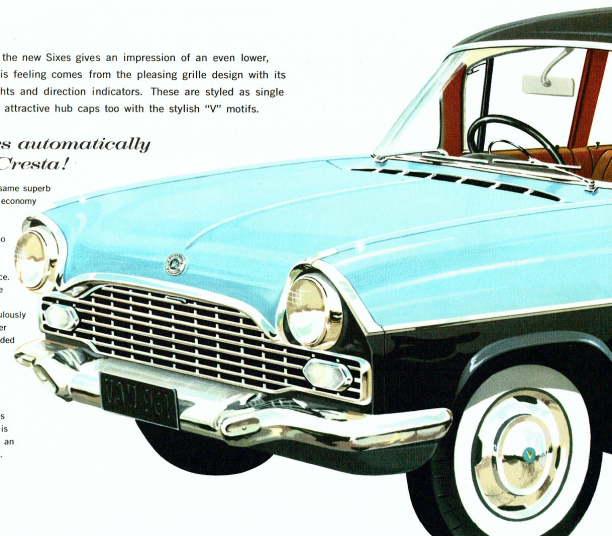 the new Sixes gives an impression of an even lower,
is feeling comes from the pleasing grille design with its
hts and direction indicators. These are styled as single
attractive hub caps too with the stylish “V” motifs.
s automatically
Cresta!
same superb
economy
o
ce.
e
ulously
er
ded
s
is
an
.
V